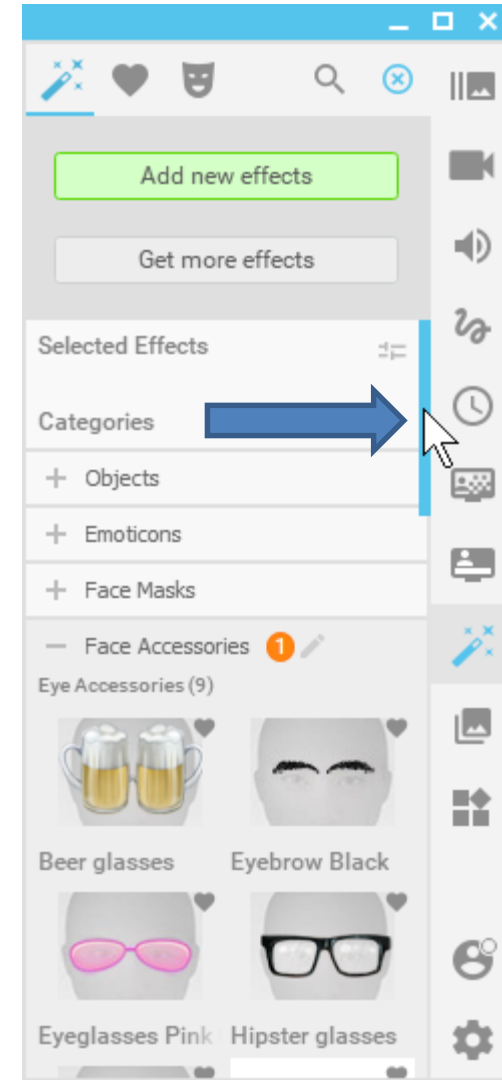 Add new effects
Get more effects
Selected Effects
Categories
Objects
Emoticons
Face Masks
Face Accessories 1
Eye Accessories (9)
Beer glasses Eyebrow Black
Eyeglasses Pink Hipster glasses